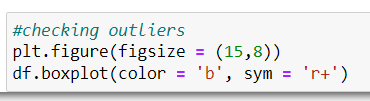 #checking outliers
plt.figure(figsize = (15,8))
df.boxplot(color = 'b', sym = 'r+')